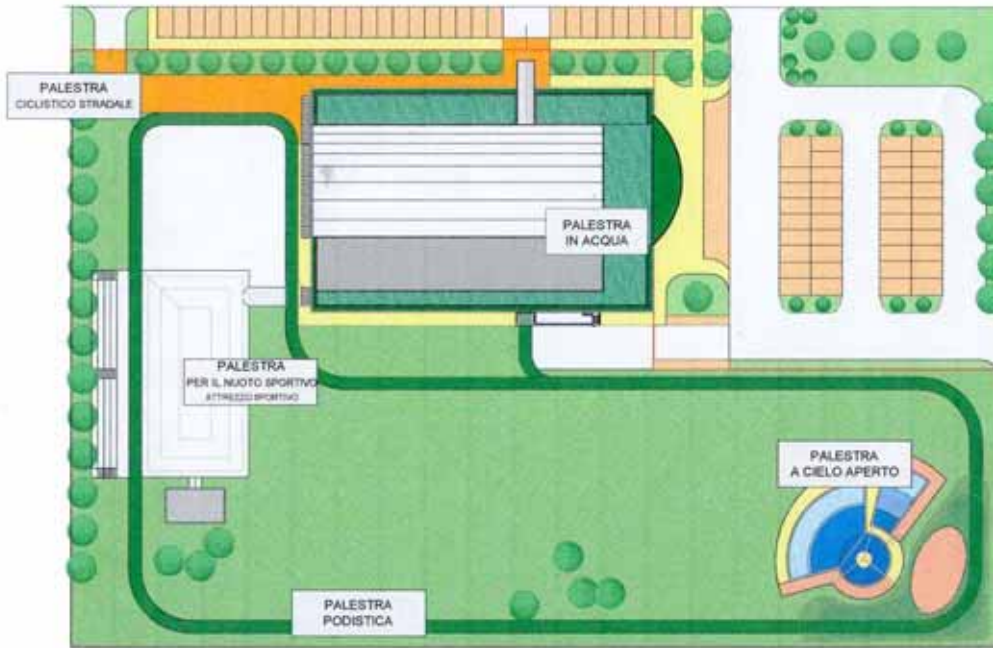 PALESTRA
CICLISTICO STRADALE
PALESTRA
IN ACQUA
PALESTRA
PER IL NUOTO SPORTIVO
ATTREZZO SPORTIVO
PALESTRA
A CIELO APERTO
PALESTRA
PODISTICA